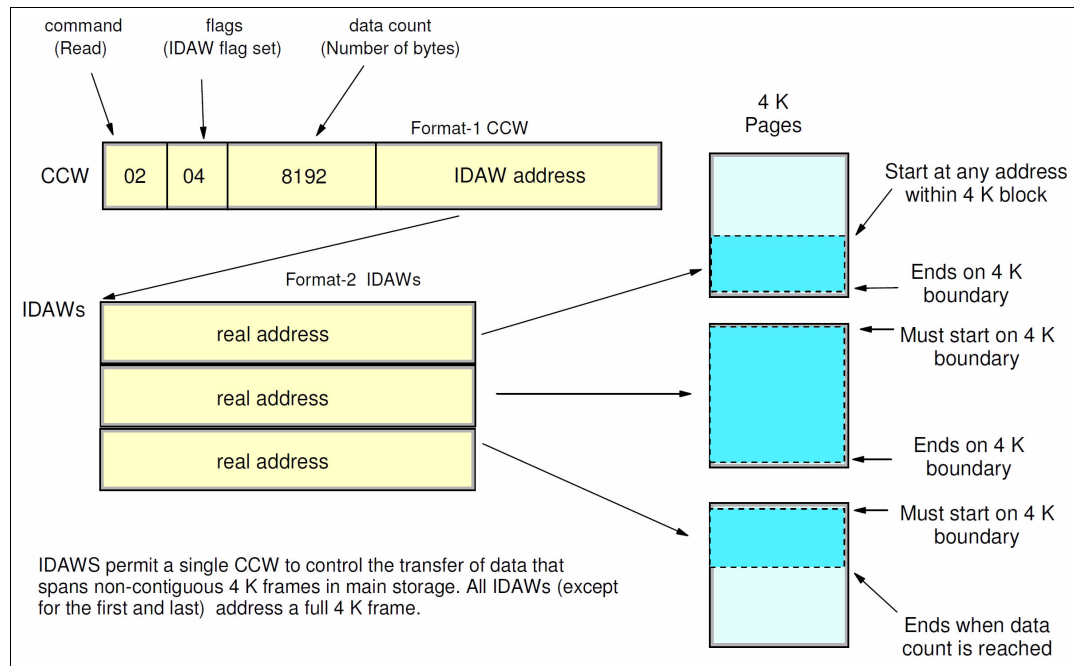 command
(Read)
flags
(IDAW flag set)
data count
(Number of bytes)
Format-1 CCW
CCW
02
04
8192
IDAW address
Format-2 IDAWs
IDAWs
real address
real address
real address
4 K
Pages
Start at any address
within 4 K block
Ends on 4 K
boundary
Must start on 4 K
boundary
Ends on 4 K
boundary
Must start on 4 K
boundary
Ends when data
count is reached
IDAWS permit a single CCW to control the transfer of data that
spans non-contiguous 4 K frames in main storage. All IDAWs (except
for the first and last) address a full 4 K frame.